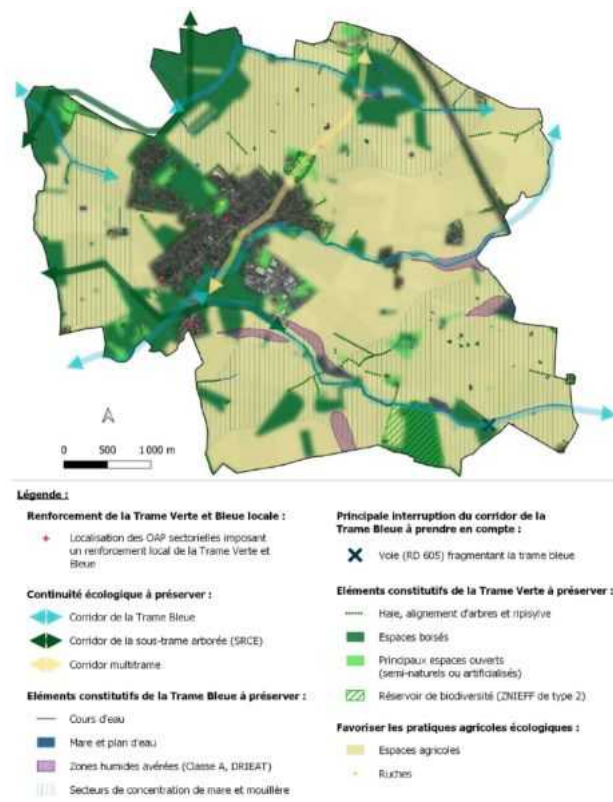 0 500 1 000 m
Légende :
Renforcement de la Trame Verte et Bleue locale :
Localisation des OAP sectorielles imposant
un renforcement local de la Trame Verte et
Bleue
Continuité écologique à préserver :
Corridor de la Trame Bleue
Corridor de la sous-trame arborée (SRCE)
Corridor multitrame
Eléments constitutifs de la Trame Bleue à préserver :
Cours d'eau
Mare et plan d'eau
Zones humides avérées (Classe A, DRIEAT)
Secteurs de concentration de mare et mouillère
Principale interruption du corridor de la
Trame Bleue à prendre en compte :
Voie (RD 605) fragmentant la trame bleue
Eléments constitutifs de la Trame Verte à préserver :
Haie, alignement d'arbres et ripisylve
Espaces boisés
Principaux espaces ouverts
(semi-naturels ou artificialisés)
Réservoir de biodiversité (ZNIEFF de type 2)
Favoriser les pratiques agricoles écologiques :
Espaces agricoles
Ruches